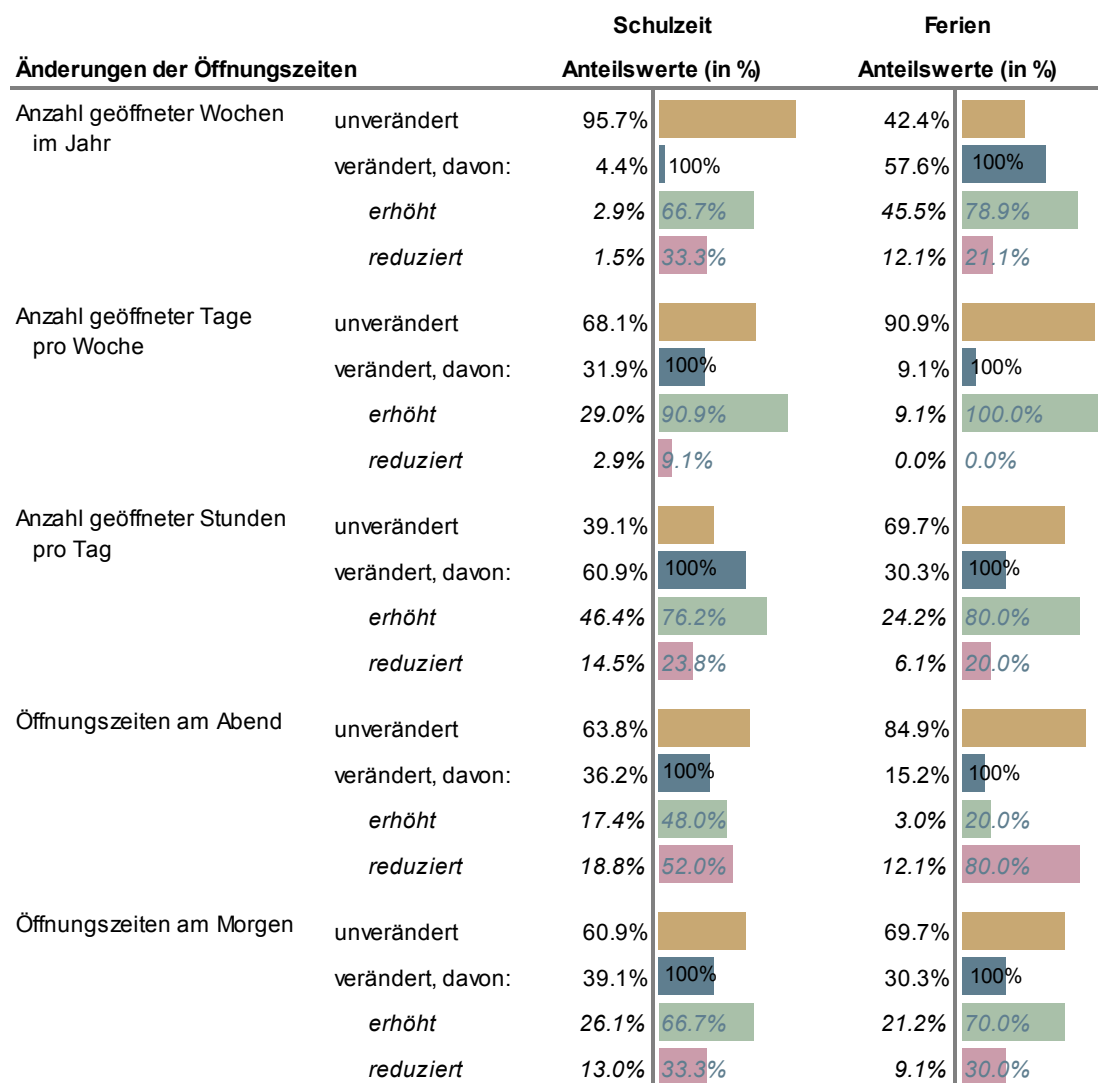 Schulzeit Ferien
Änderungen der Öffnungszeiten Anteilswerte (in %) Anteilswerte (in %)
Anzahl geöffneter Wochen unverändert 95.7% 42.4%
im Jahr verändert, davon: 4.4% 100% 57.6% 100%
erhöht 2.9% 66.7% 45.5% 78.9%
reduziert 1.5% 33.3% 12.1% 21.1%
Anzahl geöffneter Tage unverändert 68.1% 90.9%
pro Woche verändert, davon: 31.9% 100% 9.1% 100%
erhöht 29.0% 90.9% 9.1% 100.0%
reduziert 2.9% 9.1% 0.0% 0.0%
Anzahl geöffneter Stunden unverändert 39.1% 69.7%
pro Tag verändert, davon: 60.9% 100% 30.3% 100%
erhöht 46.4% 76.2% 24.2% 80.0%
reduziert 14.5% 23.8% 6.1% 20.0%
Öffnungszeiten am Abend unverändert 63.8% 84.9%
verändert, davon: 36.2% 100% 15.2% 100%
erhöht 17.4% 48.0% 3.0% 20.0%
reduziert 18.8% 52.0% 12.1% 80.0%
Öffnungszeiten am Morgen unverändert 60.9% 69.7%
verändert, davon: 39.1% 100% 30.3% 100%
erhöht 26.1% 66.7% 21.2% 70.0%
reduziert 13.0% 33.3% 9.1% 30.0%